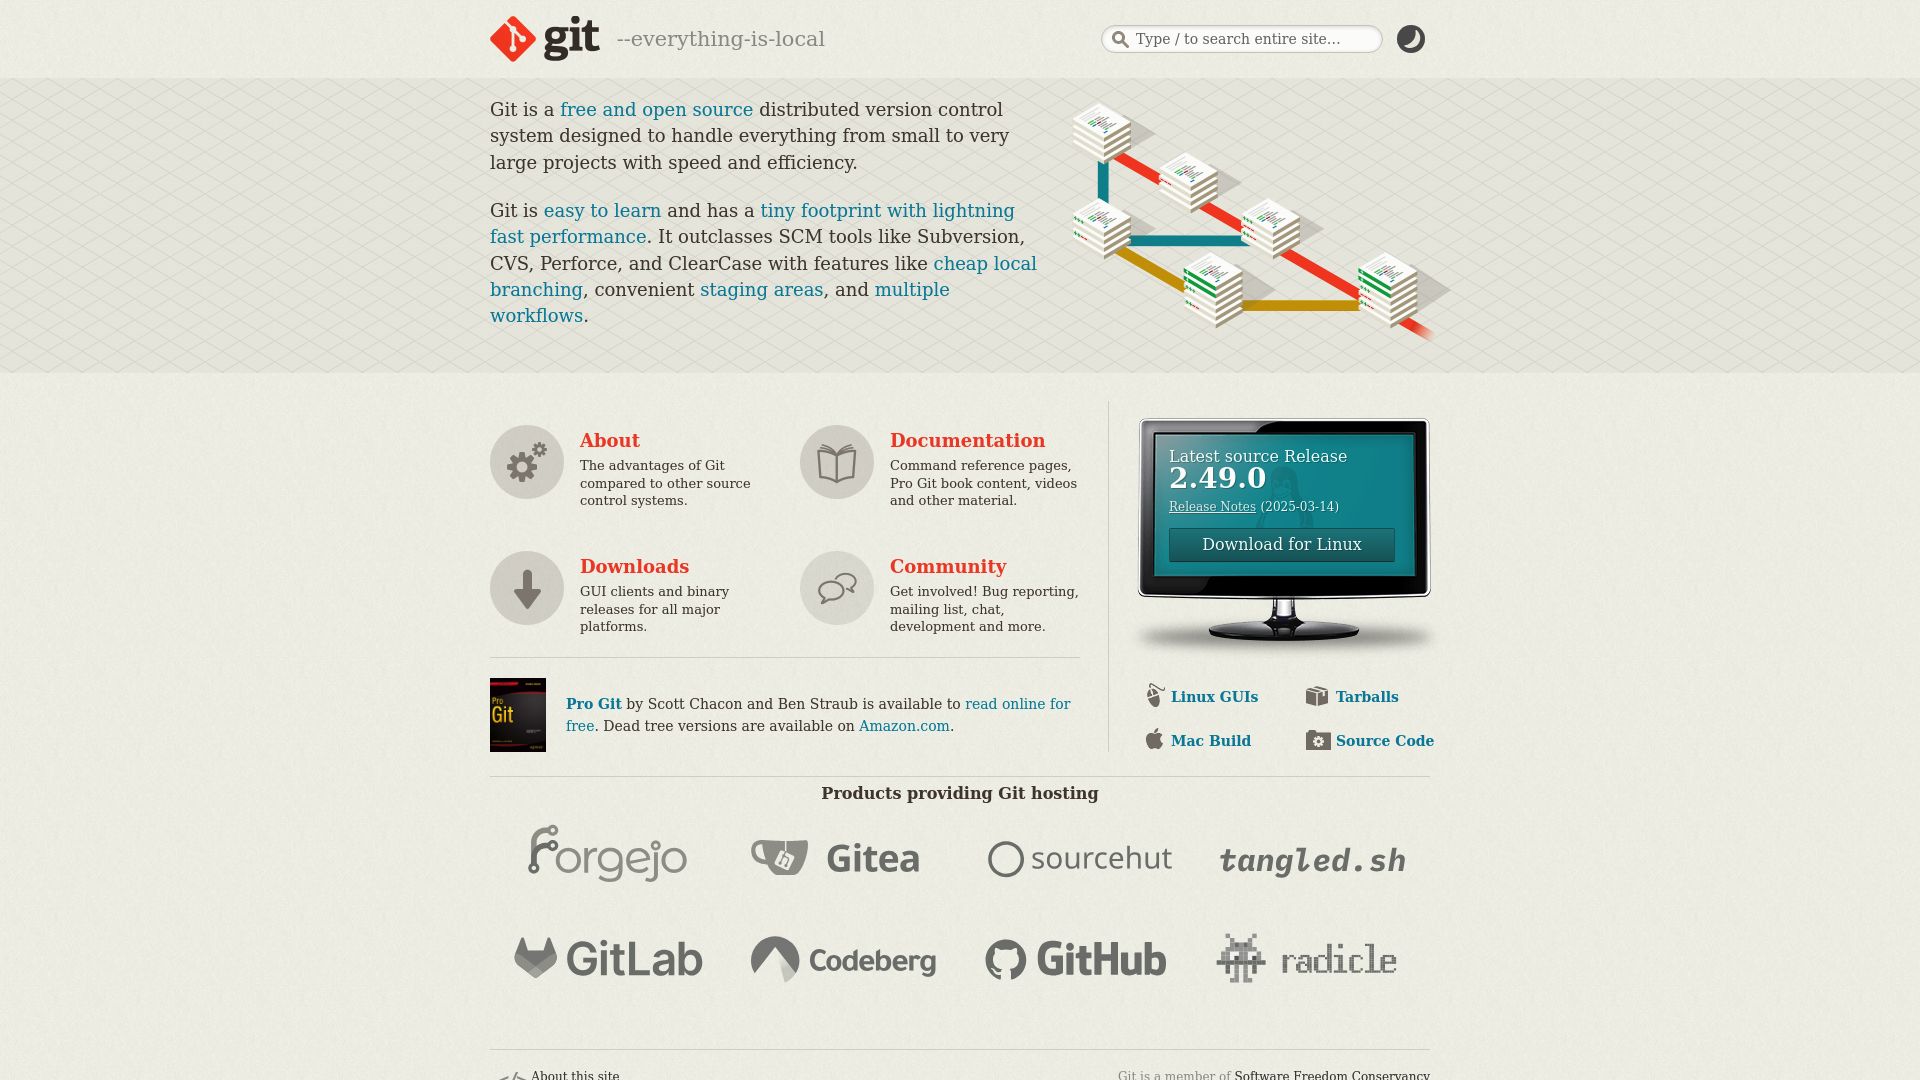 git --everything-is-local
Type / to search entire site...
Git is a free and open source distributed version control
system designed to handle everything from small to very
large projects with speed and efficiency.
Git is easy to learn and has a tiny footprint with lightning
fast performance. It outclasses SCM tools like Subversion,
CVS, Perforce, and ClearCase with features like cheap local
branching, convenient staging areas, and multiple
workflows.
About
The advantages of Git
compared to other source
control systems.
Documentation
Command reference pages,
Pro Git book content, videos
and other material.
Downloads
GUI clients and binary
releases for all major
platforms.
Community
Get involved! Bug reporting,
mailing list, chat,
development and more.
Pro
Git
Pro Git by Scott Chacon and Ben Straub is available to read online for
free. Dead tree versions are available on Amazon.com.
Latest source Release
2.49.0
Release Notes (2025-03-14)
Download for Linux
Linux GUIs
Tarballs
Mac Build
Source Code
Products providing Git hosting
Forgejo
Gitea
sourcehut
tangled.sh
GitLab
Codeberg
GitHub
radicle
About this site
Git is a member of Software Freedom Conservancy